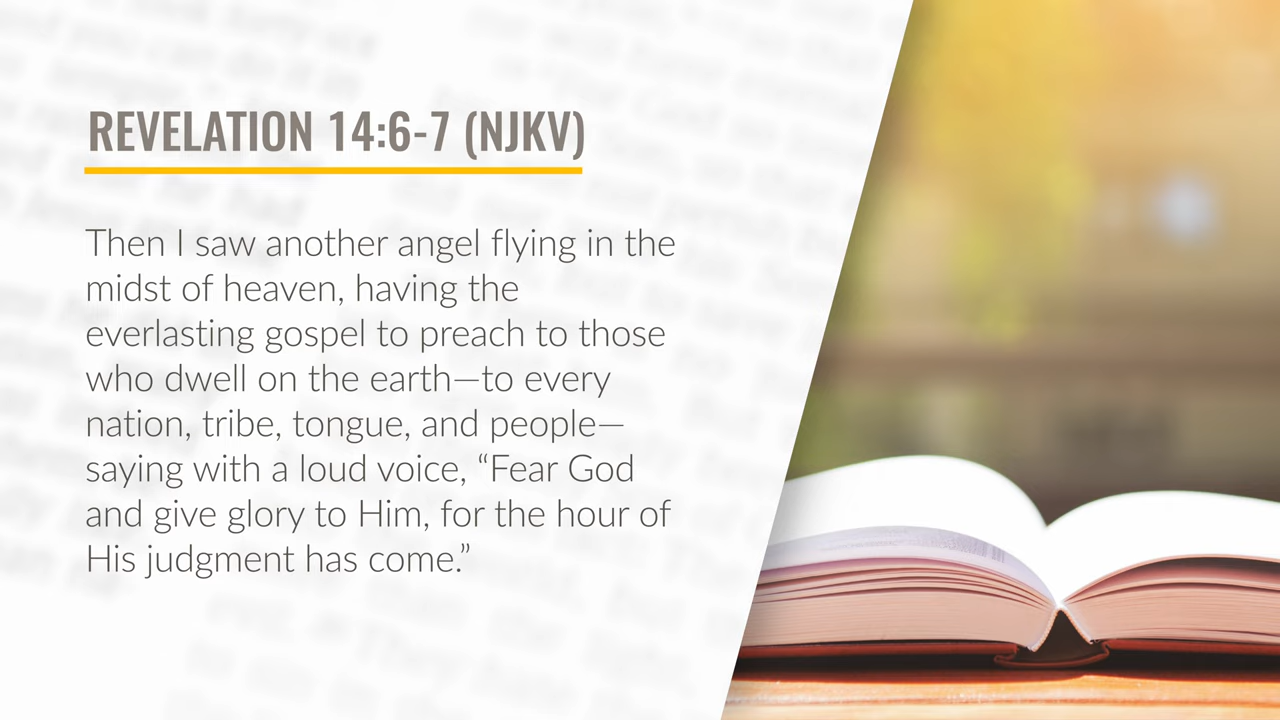 REVELATION 14:6-7 (NJKV)
Then I saw another angel flying in the
midst of heaven, having the
everlasting gospel to preach to those
who dwell on the earth—to every
nation, tribe, tongue, and people—
saying with a loud voice, “Fear God
and give glory to Him, for the hour of
His judgment has come.”